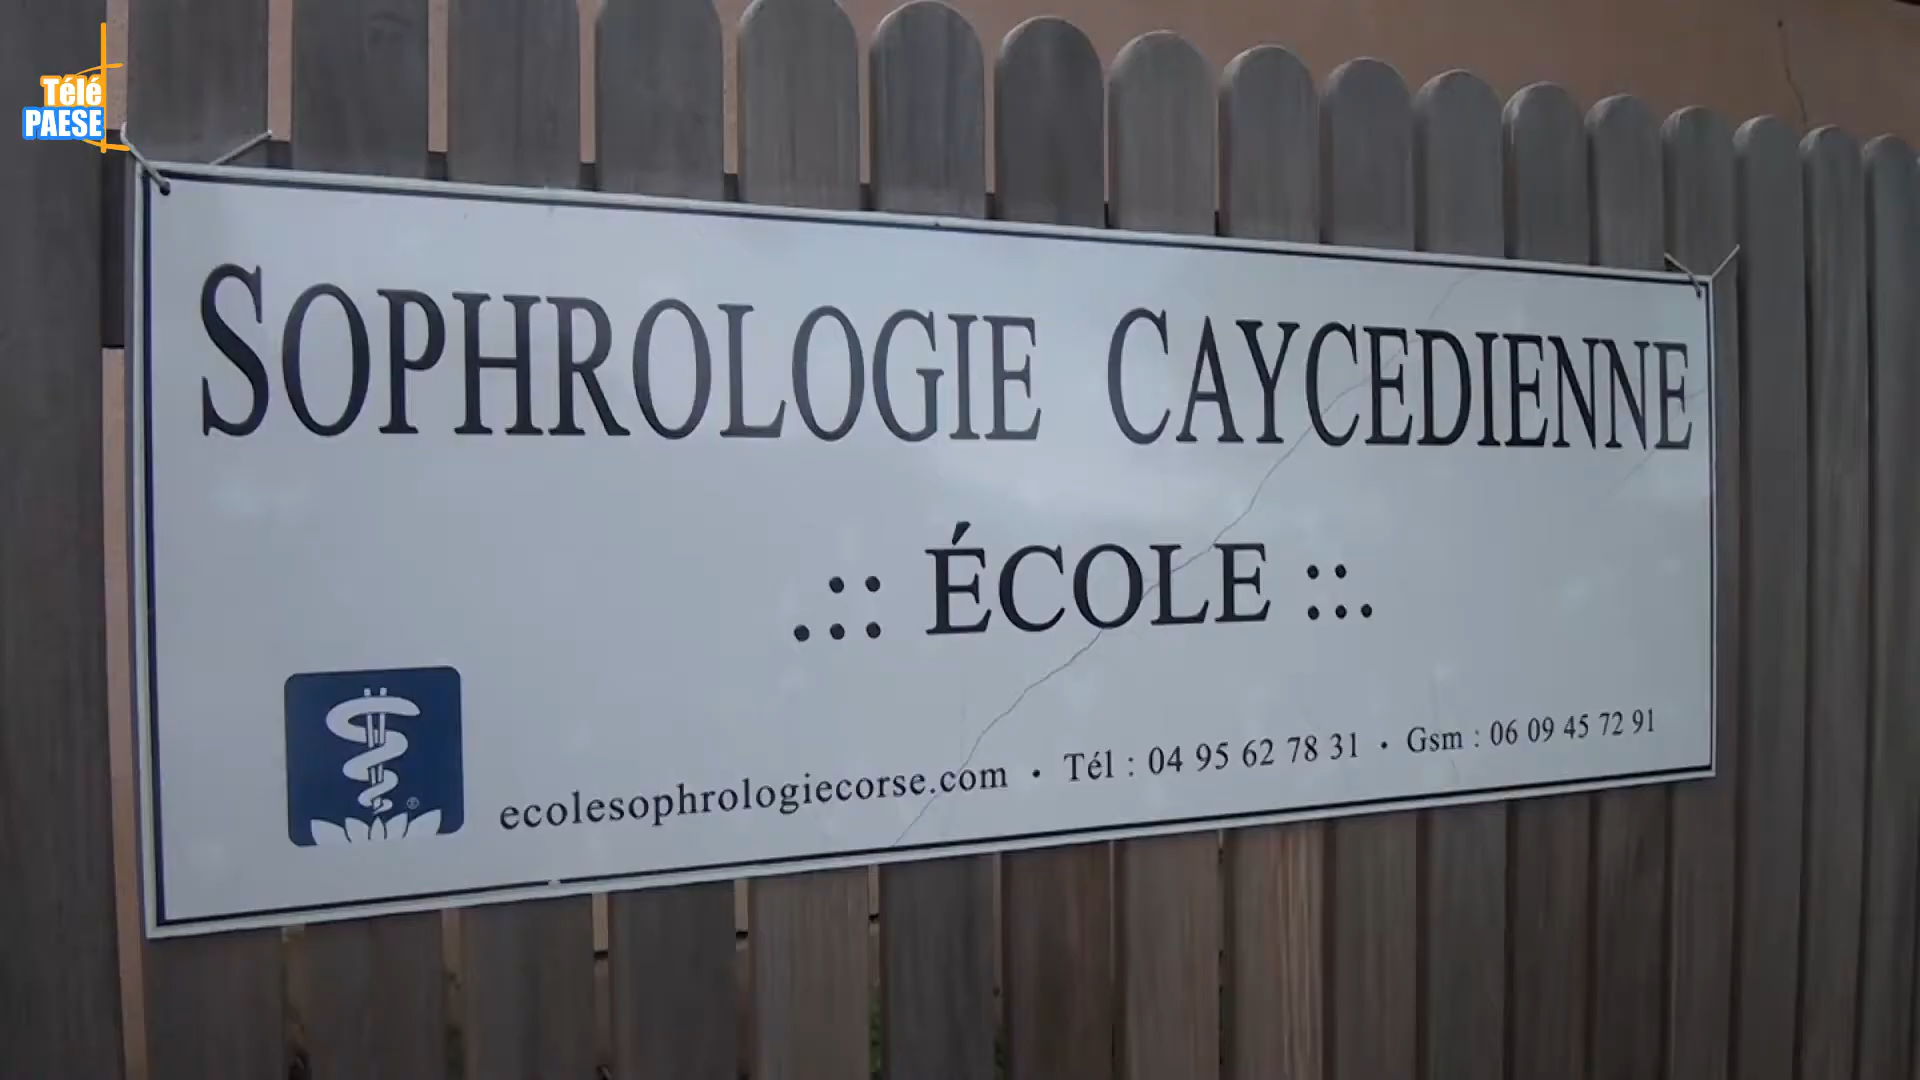 Télé
PAESE
SOPHROLOGIE CAYCEDIENNE
.:: ÉCOLE ::.
ecolesophrologiecorse.com • Tél : 04 95 62 78 31 • Gsm : 06 09 45 72 91
®